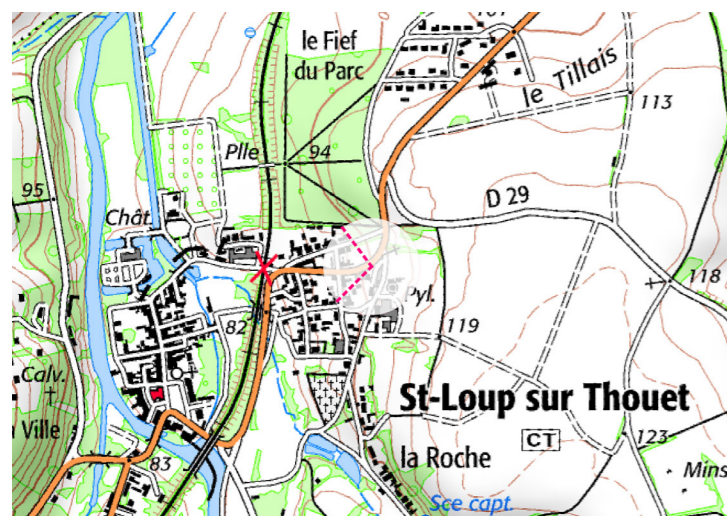 le Fief
du Parc
le Tillais
113
Plle
94
95
Chât.
D 29
118
Pyl.
82
119
11
Calv.
Ville
St-Loup sur Thouet
CT
123
la Roche
83
Mins
Sce capt.